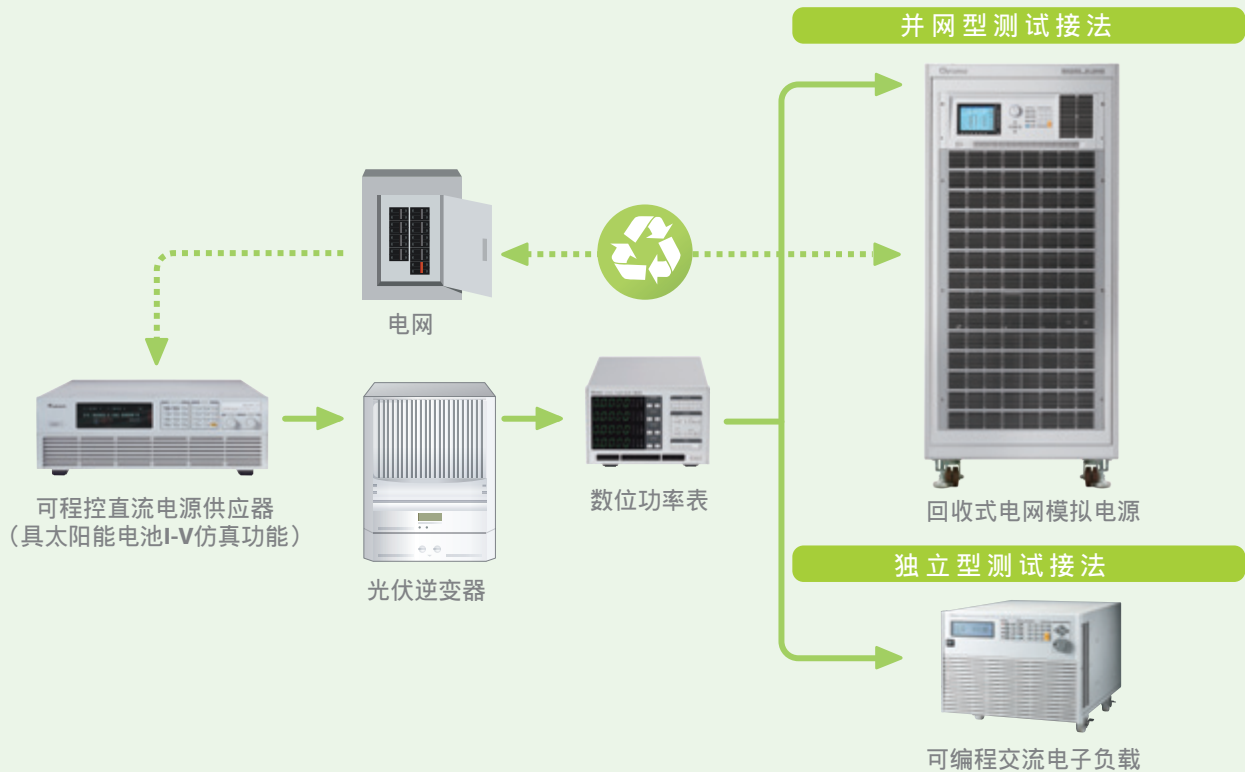 并网型测试接法
Chroma
电网
可程控直流电源供应器
（具太阳能电池I-V仿真功能）
光伏逆变器
数位功率表
回收式电网模拟电源
独立型测试接法
可编程交流电子负载